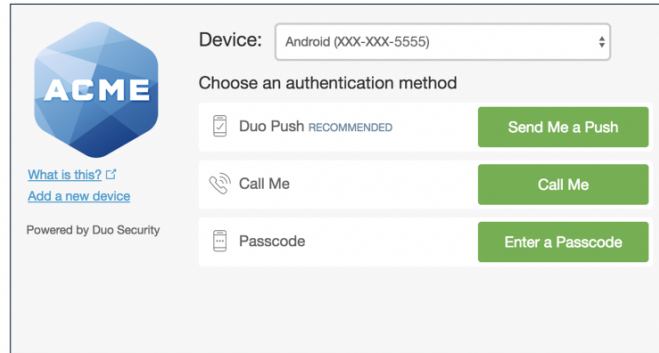 ACME
What is this?
Add a new device
Powered by Duo Security
Device: Android (XXX-XXX-5555)
Choose an authentication method
Duo Push RECOMMENDED Send Me a Push
Call Me Call Me
Passcode Enter a Passcode